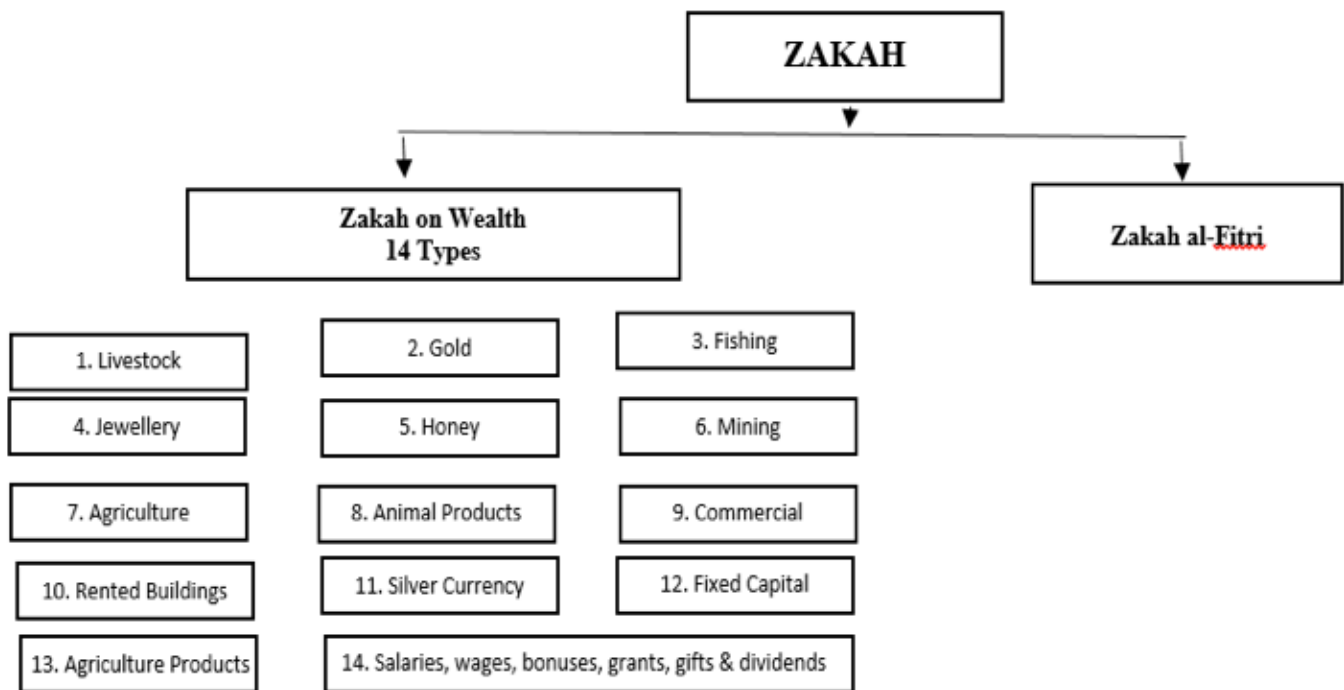 ZAKAH
Zakah on Wealth
14 Types
Zakah al-Fitri
1. Livestock
2. Gold
3. Fishing
4. Jewellery
5. Honey
6. Mining
7. Agriculture
8. Animal Products
9. Commercial
10. Rented Buildings
11. Silver Currency
12. Fixed Capital
13. Agriculture Products
14. Salaries, wages, bonuses, grants, gifts & dividends